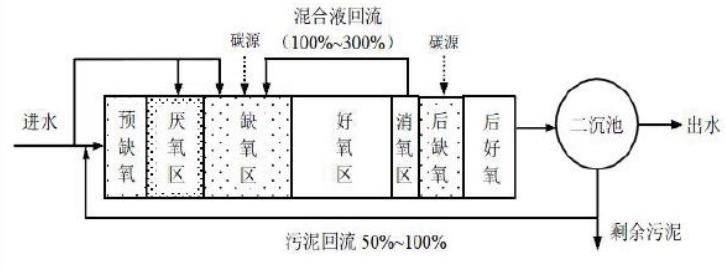 混合液回流
碳源
(100%~300%)
碳源
进水
预缺氧
厌氧区
缺氧区
好氧区
消氧区
后缺氧
后好氧
二沉池
出水
污泥回流 50%~100%
剩余污泥